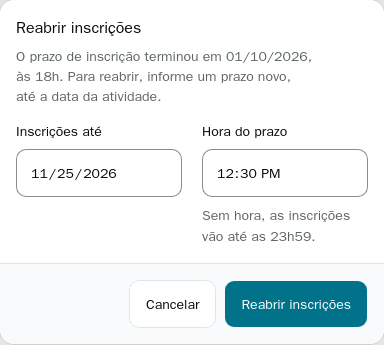 Reabrir inscrições
O prazo de inscrição terminou em 01/10/2026,
às 18h. Para reabrir, informe um prazo novo,
até a data da atividade.
Inscrições até
Hora do prazo
11/25/2026
12:30 PM
Sem hora, as inscrições
vão até as 23h59.
Cancelar
Reabrir inscrições